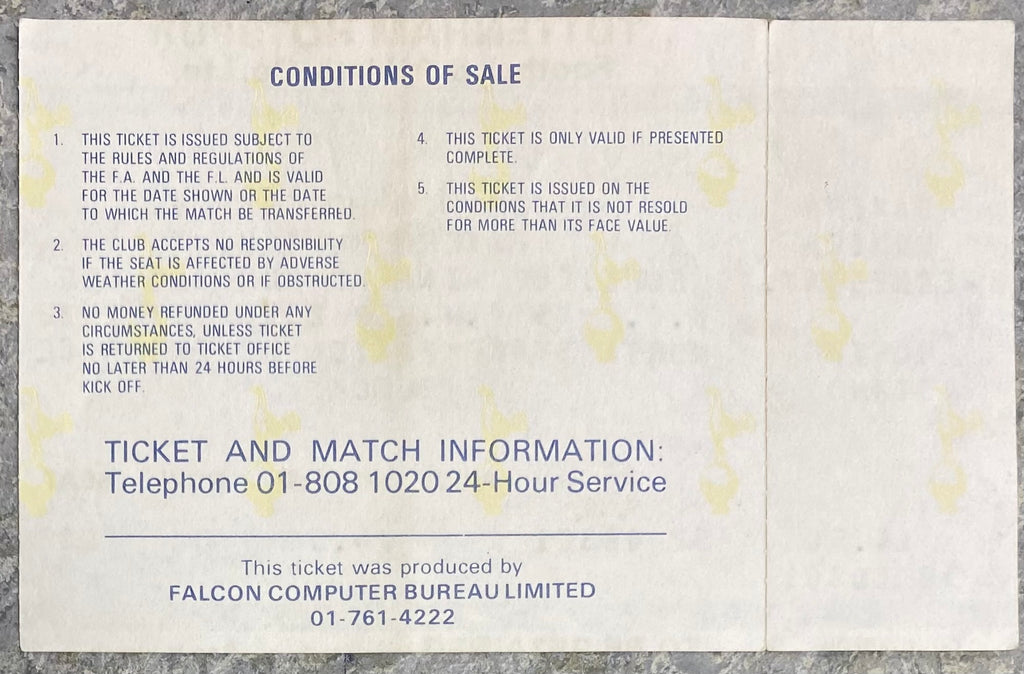 CONDITIONS OF SALE
1. THIS TICKET IS ISSUED SUBJECT TO
THE RULES AND REGULATIONS OF
THE F.A. AND THE F.L. AND IS VALID
FOR THE DATE SHOWN OR THE DATE
TO WHICH THE MATCH BE TRANSFERRED.
2. THE CLUB ACCEPTS NO RESPONSIBILITY
IF THE SEAT IS AFFECTED BY ADVERSE
WEATHER CONDITIONS OR IF OBSTRUCTED.
3. NO MONEY REFUNDED UNDER ANY
CIRCUMSTANCES, UNLESS TICKET
IS RETURNED TO TICKET OFFICE
NO LATER THAN 24 HOURS BEFORE
KICK OFF.
4. THIS TICKET IS ONLY VALID IF PRESENTED
COMPLETE.
5. THIS TICKET IS ISSUED ON THE
CONDITIONS THAT IT IS NOT RESOLD
FOR MORE THAN ITS FACE VALUE.
TICKET AND MATCH INFORMATION:
Telephone 01-808 1020 24-Hour Service
This ticket was produced by
FALCON COMPUTER BUREAU LIMITED
01-761-4222